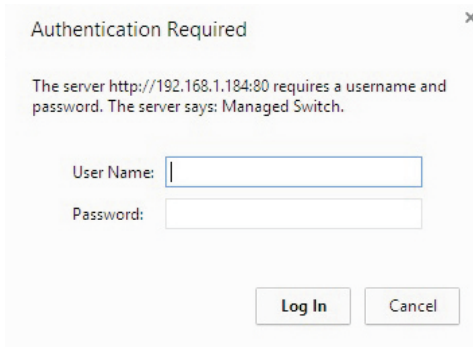 Authentication Required
The server http://192.168.1.184:80 requires a username and
password. The server says: Managed Switch.
User Name:
Password:
Log In
Cancel